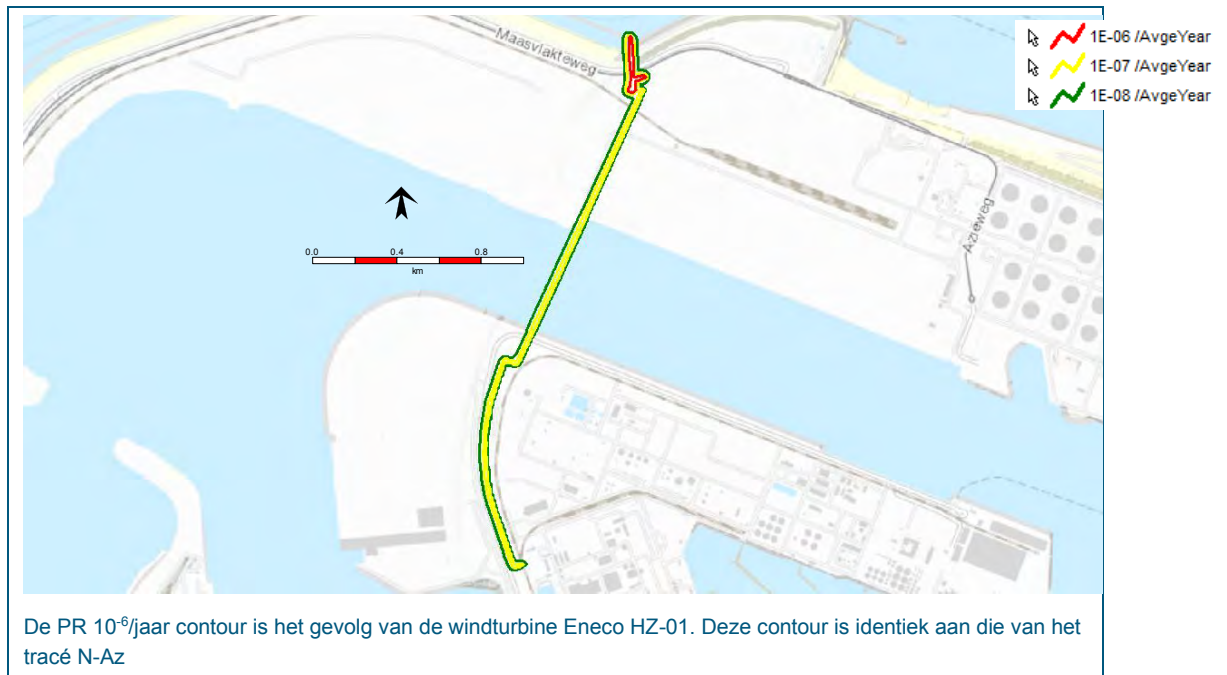 Maasvlakteweg
1E-06 /AvgeYear
1E-07 /AvgeYear
1E-08 /AvgeYear
Azieweg
0.0 0.4 0.8
km
De PR 10⁻⁶/jaar contour is het gevolg van de windturbine Eneco HZ-01. Deze contour is identiek aan die van het
tracé N-Az